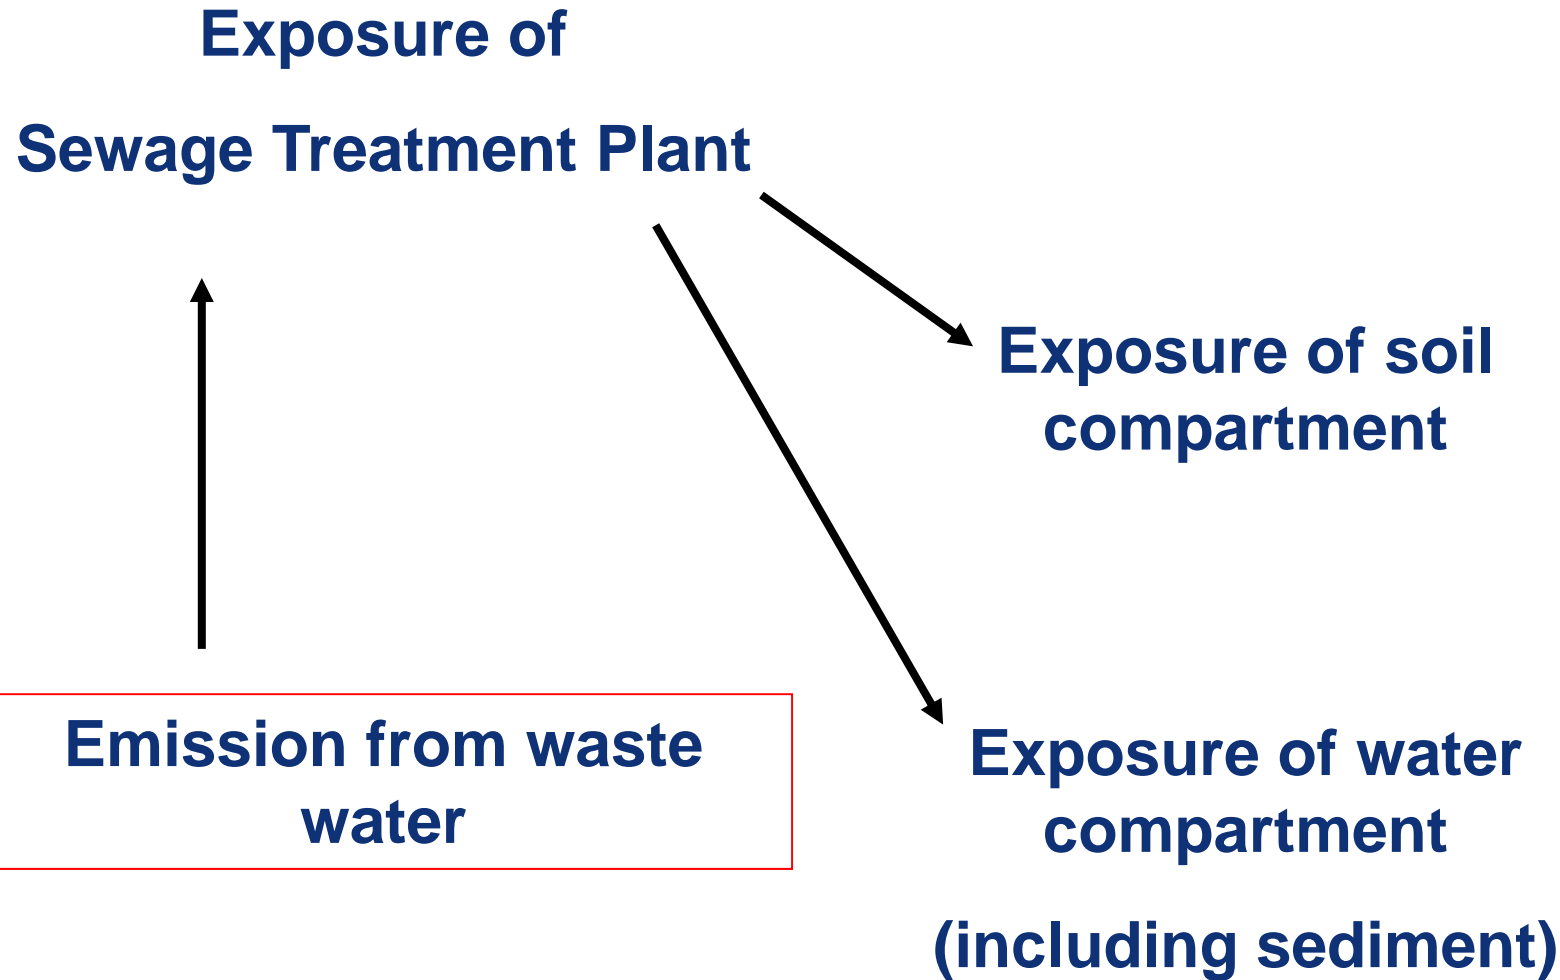 Exposure of
Sewage Treatment Plant
Exposure of soil
compartment
Emission from waste
water
Exposure of water
compartment
(including sediment)